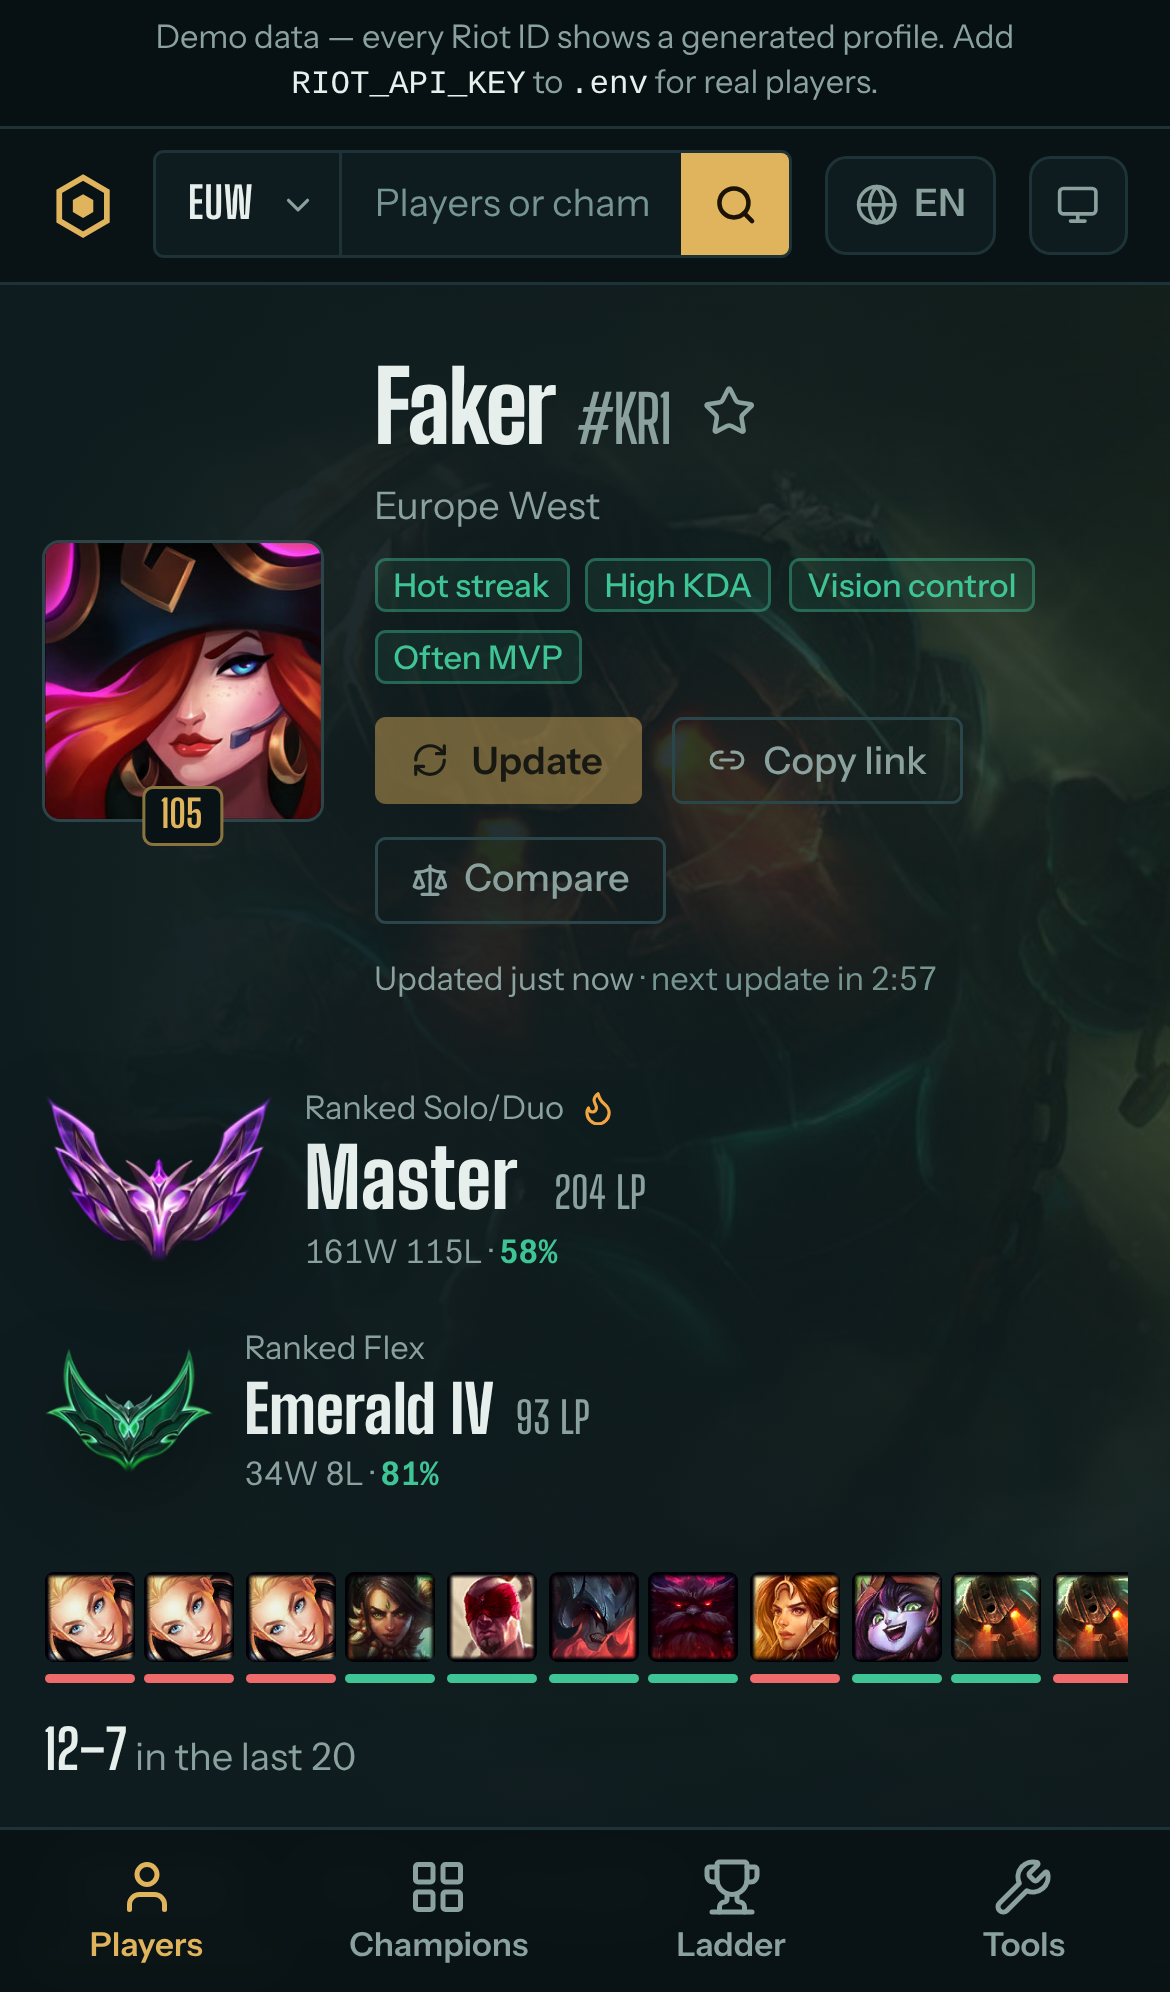 Demo data — every Riot ID shows a generated profile. Add
RIOT_API_KEY to .env for real players.
EUW
Players or cham
EN
Faker #KR1
Europe West
Hot streak
High KDA
Vision control
Often MVP
Update
Copy link
Compare
Updated just now · next update in 2:57
105
Ranked Solo/Duo
Master 204 LP
161W 115L · 58%
Ranked Flex
Emerald IV 93 LP
34W 8L · 81%
12–7 in the last 20
Players
Champions
Ladder
Tools